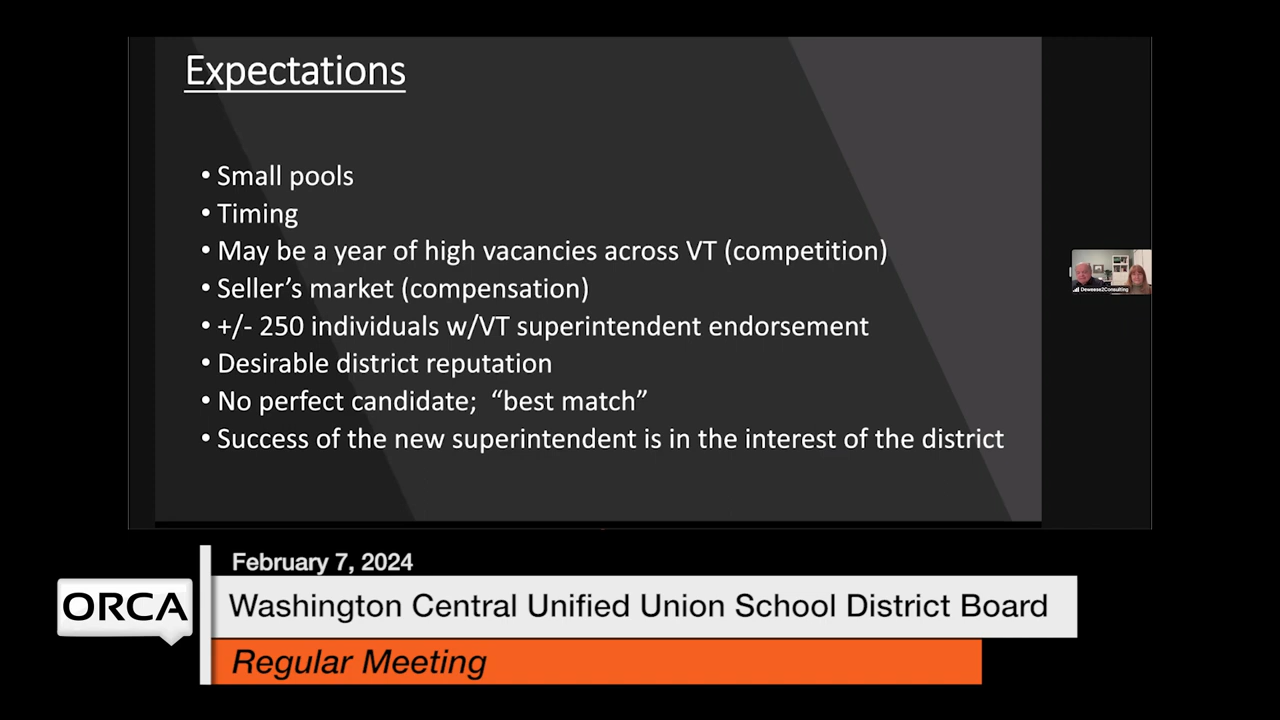 Expectations
• Small pools
• Timing
• May be a year of high vacancies across VT (competition)
• Seller’s market (compensation)
• +/- 250 individuals w/VT superintendent endorsement
• Desirable district reputation
• No perfect candidate;  “best match”
• Success of the new superintendent is in the interest of the district
Deweese2Consulting
February 7, 2024
ORCA
Washington Central Unified Union School District Board
Regular Meeting